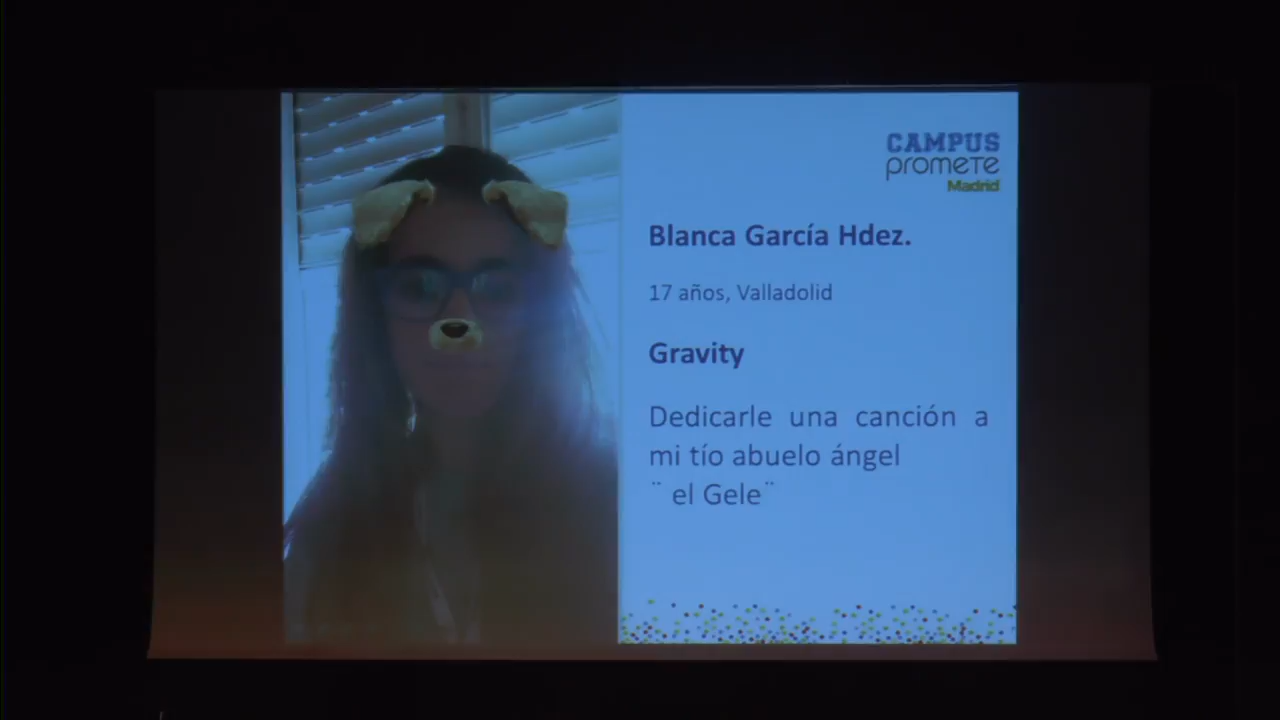 CAMPUS
promete
Madrid
Blanca García Hdez.
17 años, Valladolid
Gravity
Dedicarle una canción a
mi tío abuelo ángel
¨ el Gele¨